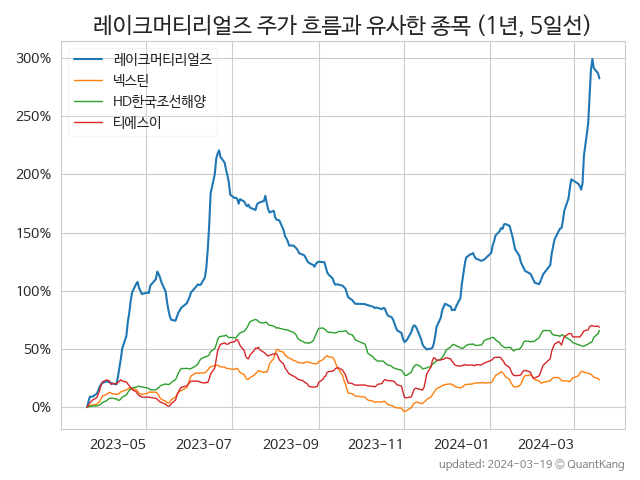 레이크머티리얼즈 주가 흐름과 유사한 종목 (1년, 5일선)
300%
250%
200%
150%
100%
50%
0%
레이크머티리얼즈
넥스틴
HD한국조선해양
티에스이
2023-05 2023-07 2023-09 2023-11 2024-01 2024-03
updated: 2024-03-19 © QuantKang